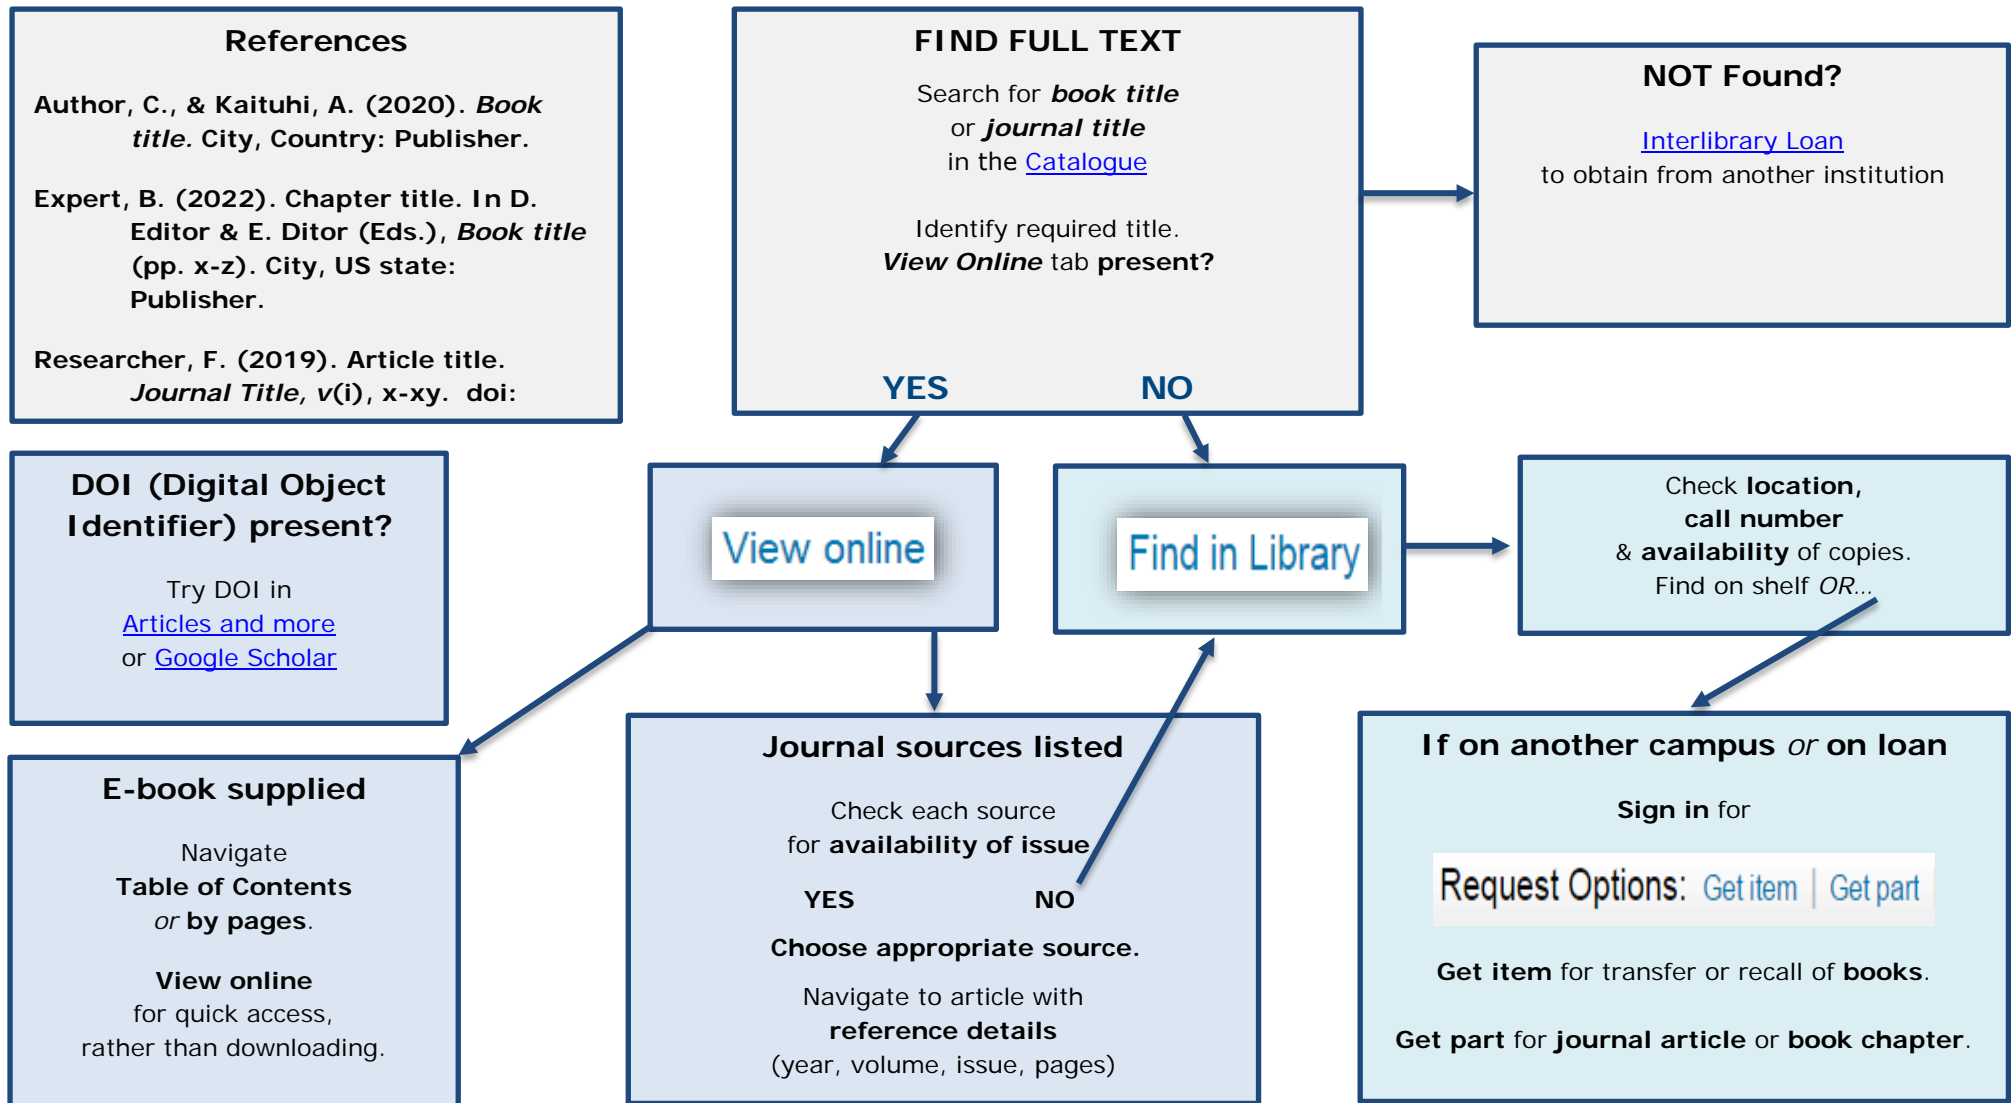 References
Author, C., & Kaituhi, A. (2020). Book
title. City, Country: Publisher.
Expert, B. (2022). Chapter title. In D.
Editor & E. Ditor (Eds.), Book title
(pp. x-z). City, US state:
Publisher.
Researcher, F. (2019). Article title.
Journal Title, v(i), x-xy. doi:
FIND FULL TEXT
Search for book title
or journal title
in the Catalogue
Identify required title.
View Online tab present?
YES NO
NOT Found?
Interlibrary Loan
to obtain from another institution
DOI (Digital Object
Identifier) present?
Try DOI in
Articles and more
or Google Scholar
View online
Find in Library
Check location,
call number
& availability of copies.
Find on shelf OR...
E-book supplied
Navigate
Table of Contents
or by pages.
View online
for quick access,
rather than downloading.
Journal sources listed
Check each source
for availability of issue
YES NO
Choose appropriate source.
Navigate to article with
reference details
(year, volume, issue, pages)
If on another campus or on loan
Sign in for
Request Options: Get item | Get part
Get item for transfer or recall of books.
Get part for journal article or book chapter.